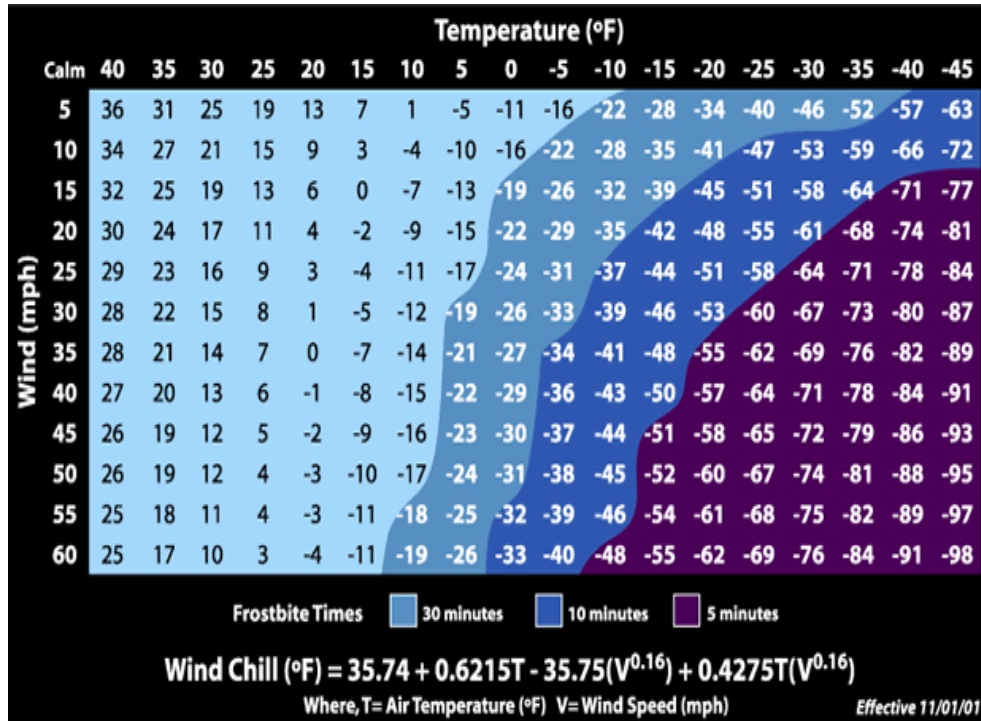 Temperature (ºF)
Calm 40 35 30 25 20 15 10 5 0 -5 -10 -15 -20 -25 -30 -35 -40 -45
5 36 31 25 19 13 7 1 -5 -11 -16 -22 -28 -34 -40 -46 -52 -57 -63
10 34 27 21 15 9 3 -4 -10 -16 -22 -28 -35 -41 -47 -53 -59 -66 -72
15 32 25 19 13 6 0 -7 -13 -19 -26 -32 -39 -45 -51 -58 -64 -71 -77
20 30 24 17 11 4 -2 -9 -15 -22 -29 -35 -42 -48 -55 -61 -68 -74 -81
25 29 23 16 9 3 -4 -11 -17 -24 -31 -37 -44 -51 -58 -64 -71 -78 -84
30 28 22 15 8 1 -5 -12 -19 -26 -33 -39 -46 -53 -60 -67 -73 -80 -87
35 28 21 14 7 0 -7 -14 -21 -27 -34 -41 -48 -55 -62 -69 -76 -82 -89
40 27 20 13 6 -1 -8 -15 -22 -29 -36 -43 -50 -57 -64 -71 -78 -84 -91
45 26 19 12 5 -2 -9 -16 -23 -30 -37 -44 -51 -58 -65 -72 -79 -86 -93
50 26 19 12 4 -3 -10 -17 -24 -31 -38 -45 -52 -60 -67 -74 -81 -88 -95
55 25 18 11 4 -3 -11 -18 -25 -32 -39 -46 -54 -61 -68 -75 -82 -89 -97
60 25 17 10 3 -4 -11 -19 -26 -33 -40 -48 -55 -62 -69 -76 -84 -91 -98
Wind (mph)
Frostbite Times 30 minutes 10 minutes 5 minutes
Wind Chill (ºF) = 35.74 + 0.6215T - 35.75(V^0.16) + 0.4275T(V^0.16)
Where, T= Air Temperature (ºF) V= Wind Speed (mph) Effective 11/01/01